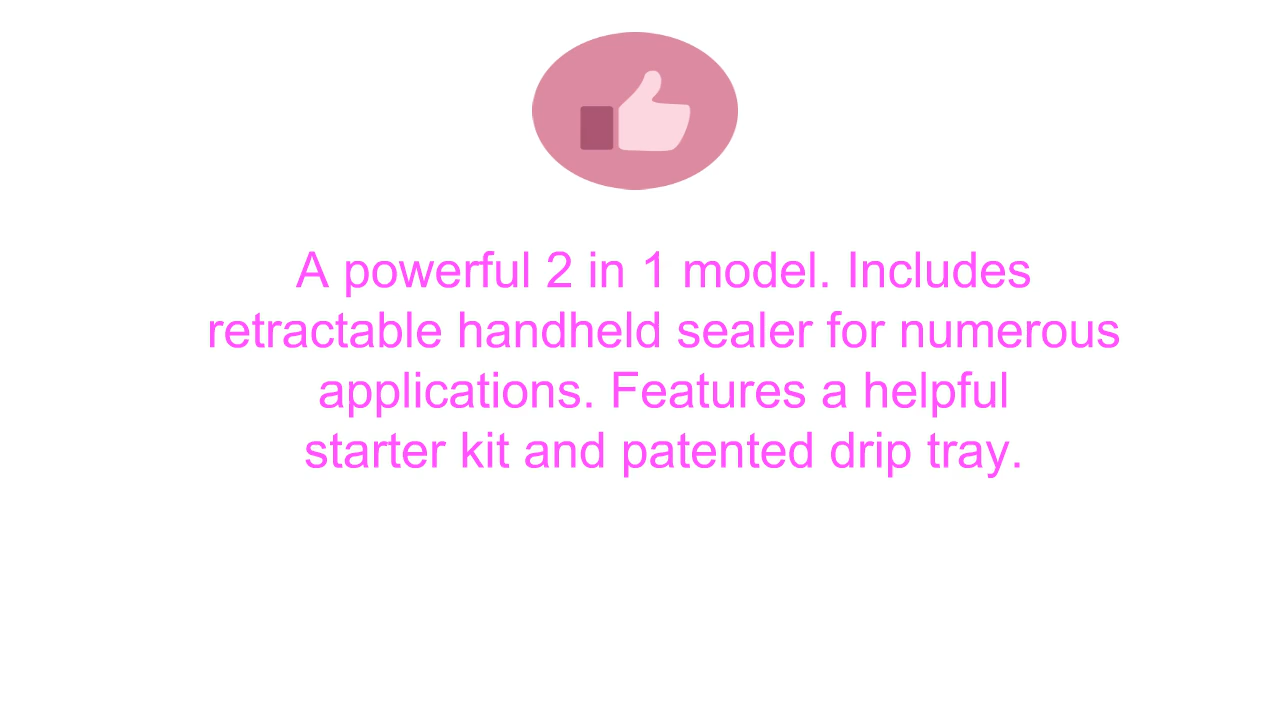 A powerful 2 in 1 model. Includes
retractable handheld sealer for numerous
applications. Features a helpful
starter kit and patented drip tray.